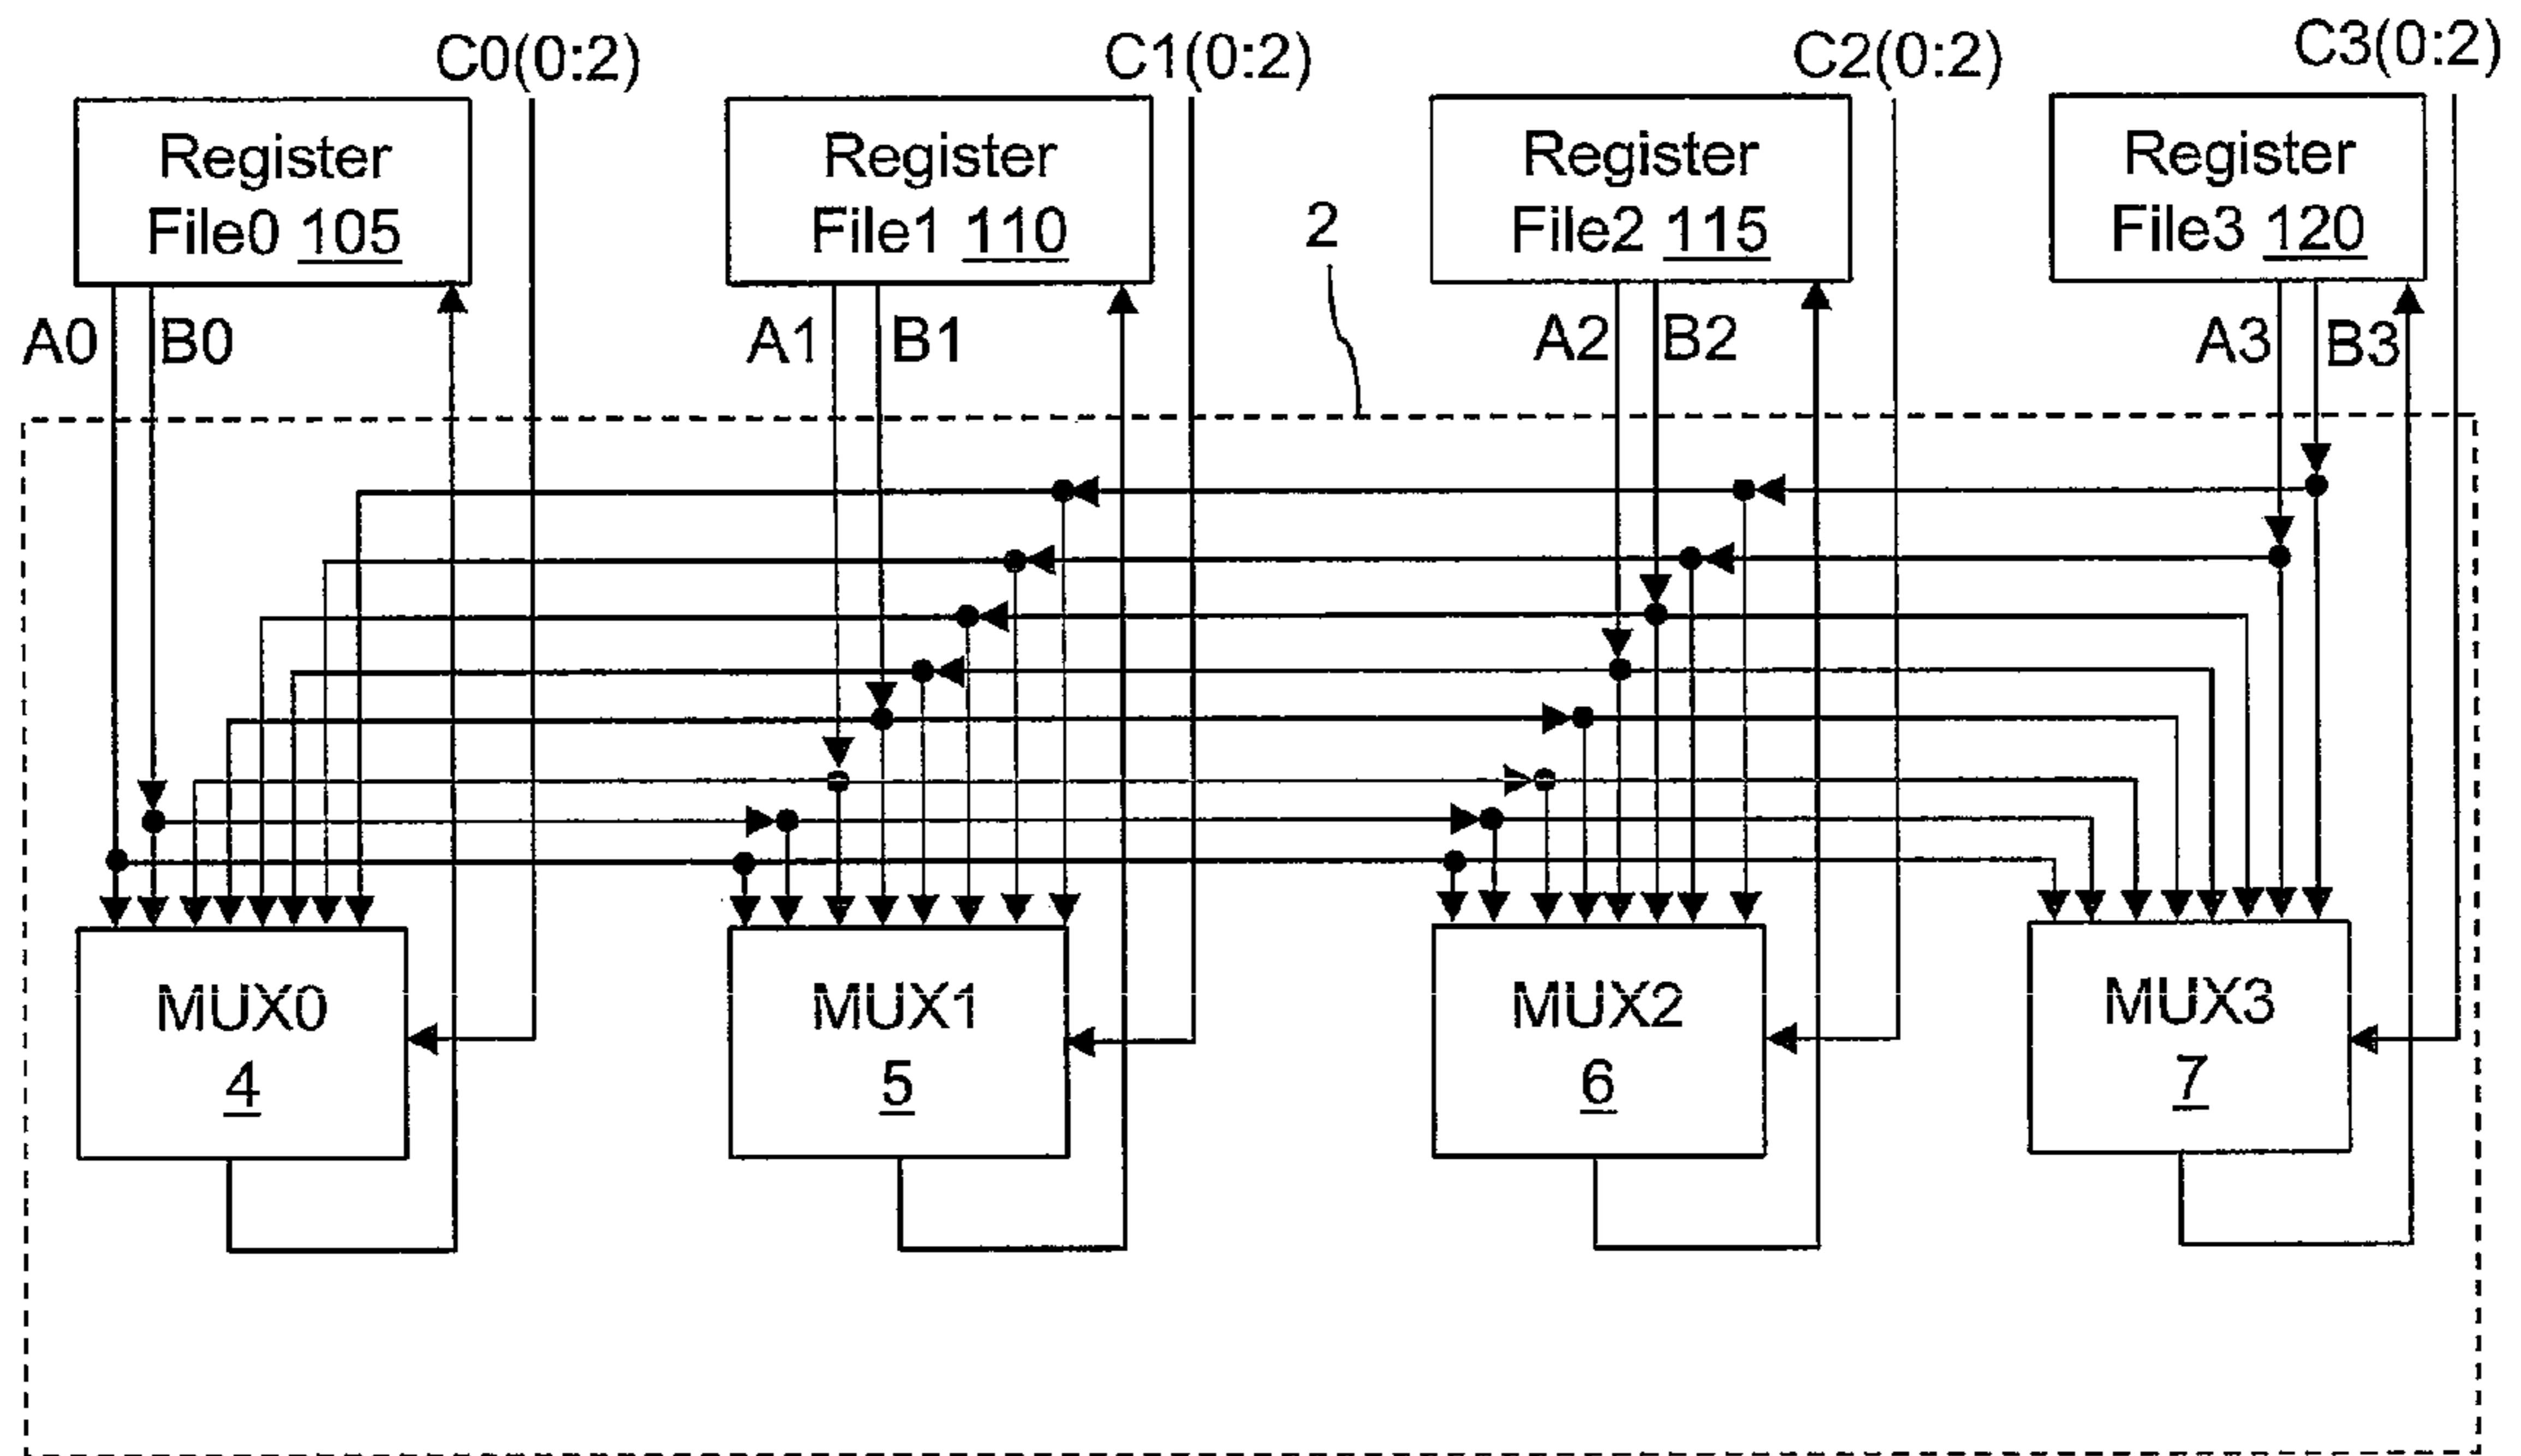 C0(0:2)
C1(0:2)
C2(0:2)
C3(0:2)
Register
File0 105
Register
File1 110
Register
File2 115
Register
File3 120
2
A0
B0
A1
B1
A2
B2
A3
B3
MUX0
4
MUX1
5
MUX2
6
MUX3
7